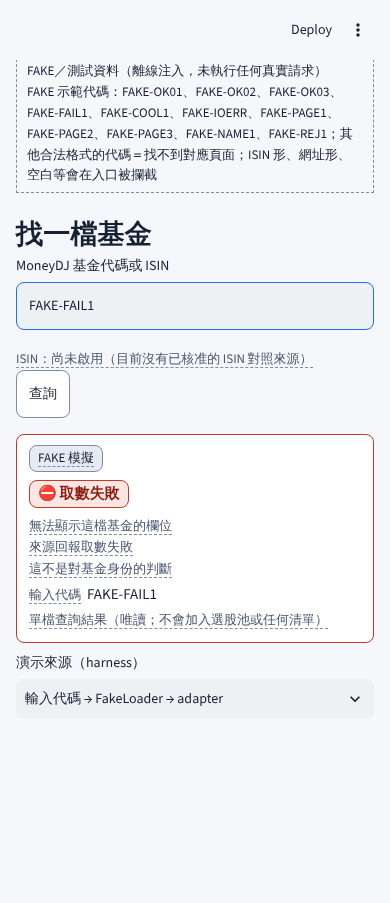 Deploy
FAKE／測試資料（離線注入，未執行任何真實請求）
FAKE 示範代碼：FAKE-OK01、FAKE-OK02、FAKE-OK03、
FAKE-FAIL1、FAKE-COOL1、FAKE-IOERR、FAKE-PAGE1、
FAKE-PAGE2、FAKE-PAGE3、FAKE-NAME1、FAKE-REJ1；其
他合法格式的代碼＝找不到對應頁面；ISIN 形、網址形、
空白等會在入口被攔截
找一檔基金
MoneyDJ 基金代碼或 ISIN
FAKE-FAIL1
ISIN：尚未啟用（目前沒有已核准的 ISIN 對照來源）
查詢
FAKE 模擬
⛔ 取數失敗
無法顯示這檔基金的欄位
來源回報取數失敗
這不是對基金身份的判斷
輸入代碼 FAKE-FAIL1
單檔查詢結果（唯讀；不會加入選股池或任何清單）
演示來源（harness）
輸入代碼 → FakeLoader → adapter